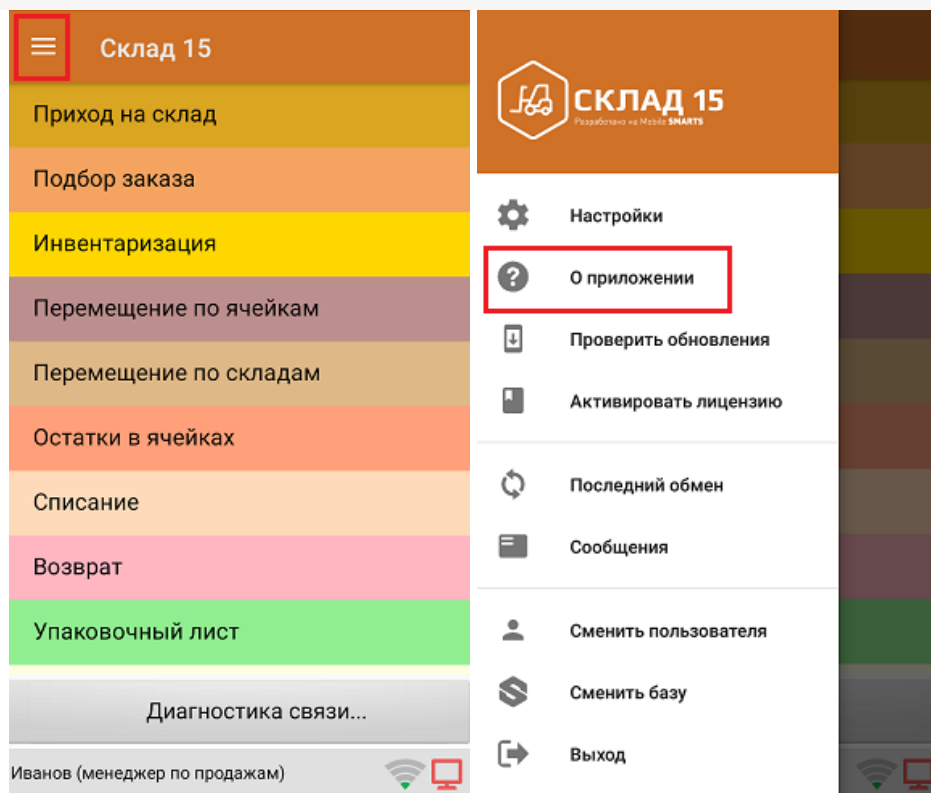 Склад 15
Приход на склад
Подбор заказа
Инвентаризация
Перемещение по ячейкам
Перемещение по складам
Остатки в ячейках
Списание
Возврат
Упаковочный лист
Диагностика связи...
Иванов (менеджер по продажам)
СКЛАД 15
Разработано на Mobile SMARTS
Настройки
О приложении
Проверить обновления
Активировать лицензию
Последний обмен
Сообщения
Сменить пользователя
Сменить базу
Выход